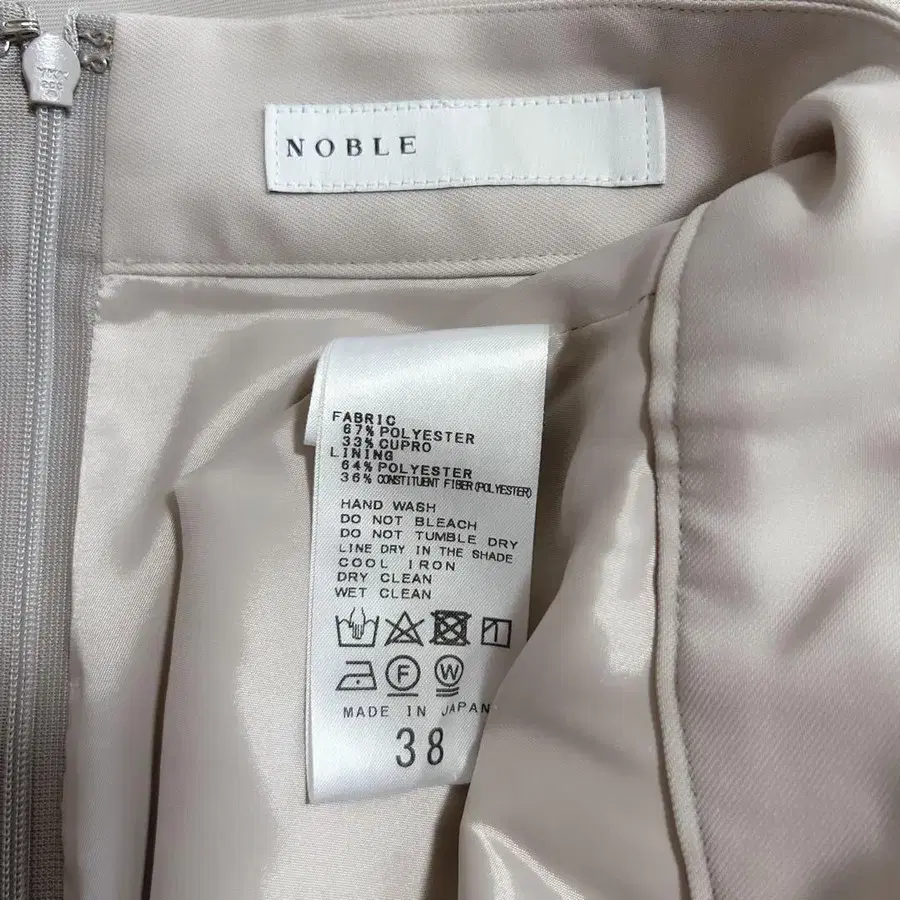 NOBLE
FABRIC
67% POLYESTER
33% CUPRO
LINING
64% POLYESTER
36% CONSTITUENT FIBER(POLYESTER)
HAND WASH
DO NOT BLEACH
DO NOT TUMBLE DRY
LINE DRY IN THE SHADE
COOL IRON
DRY CLEAN
WET CLEAN
F W
MADE IN JAPAN
38